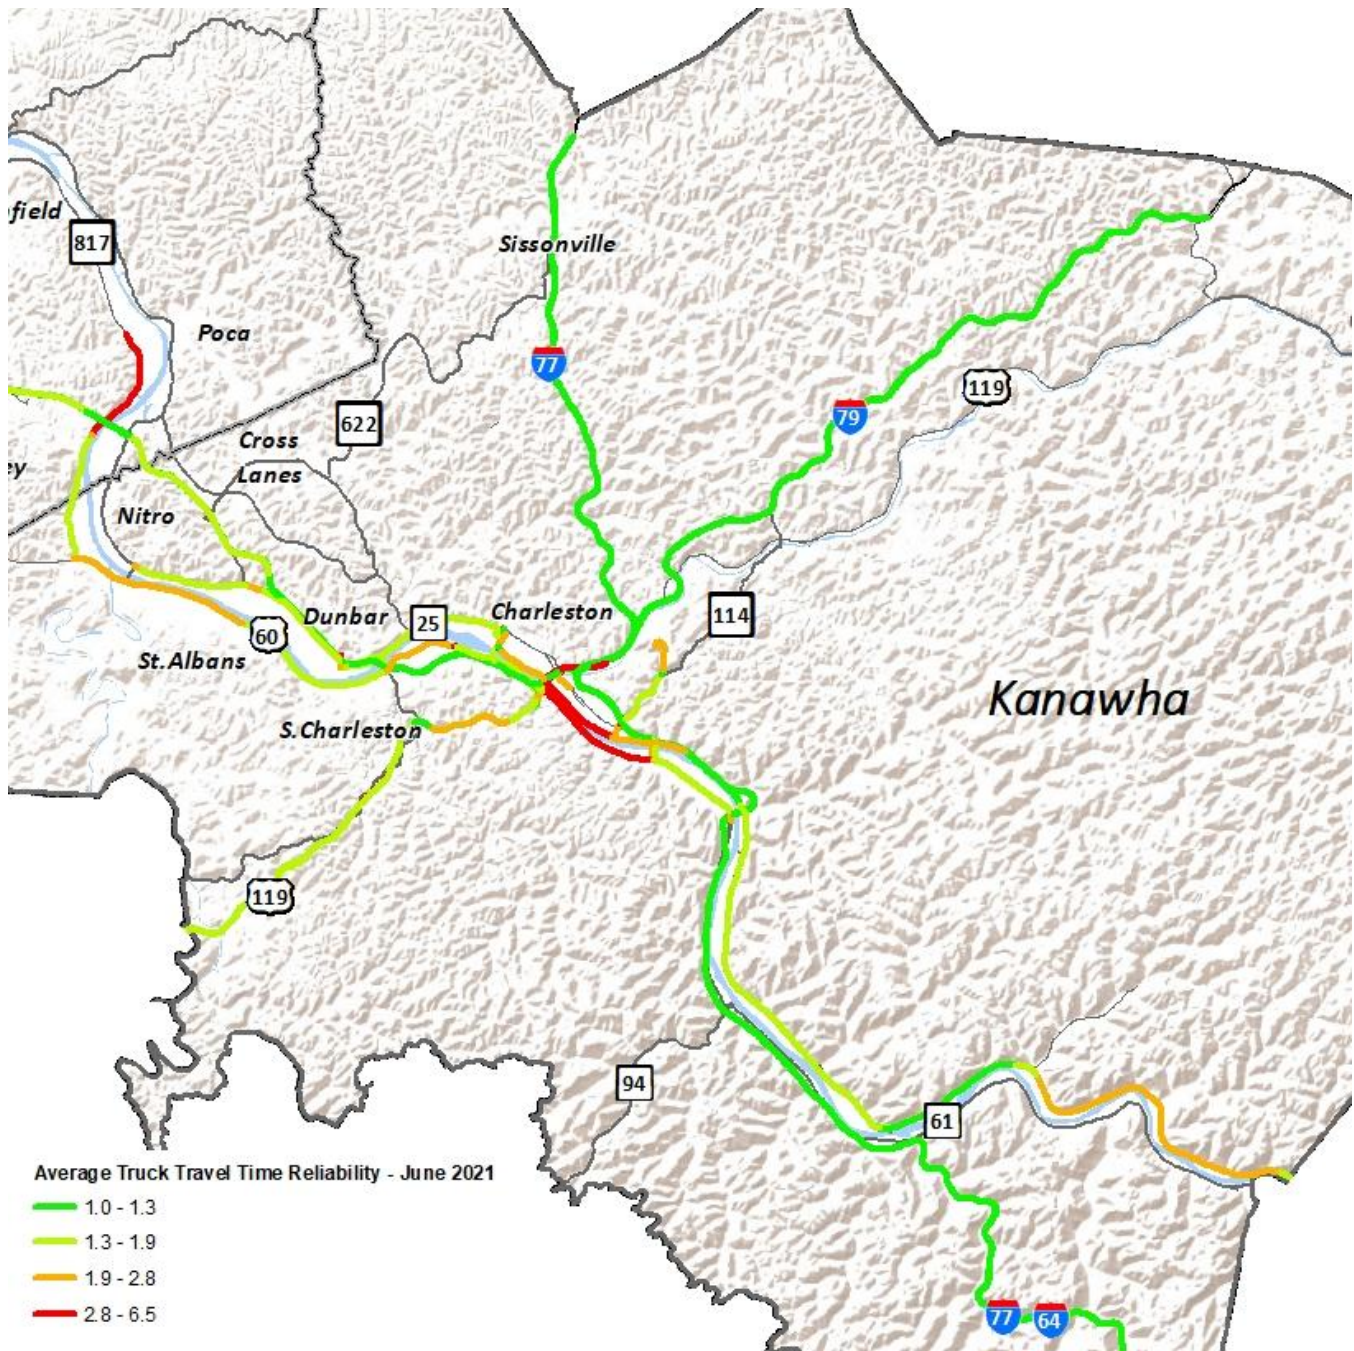 field
817
Sissonville
Poca
77
119
79
622
Cross
Lanes
ey
Nitro
Dunbar
25
Charleston
114
60
St.Albans
Kanawha
S.Charleston
119
94
61
Average Truck Travel Time Reliability - June 2021
1.0 - 1.3
1.3 - 1.9
1.9 - 2.8
2.8 - 6.5
77
64